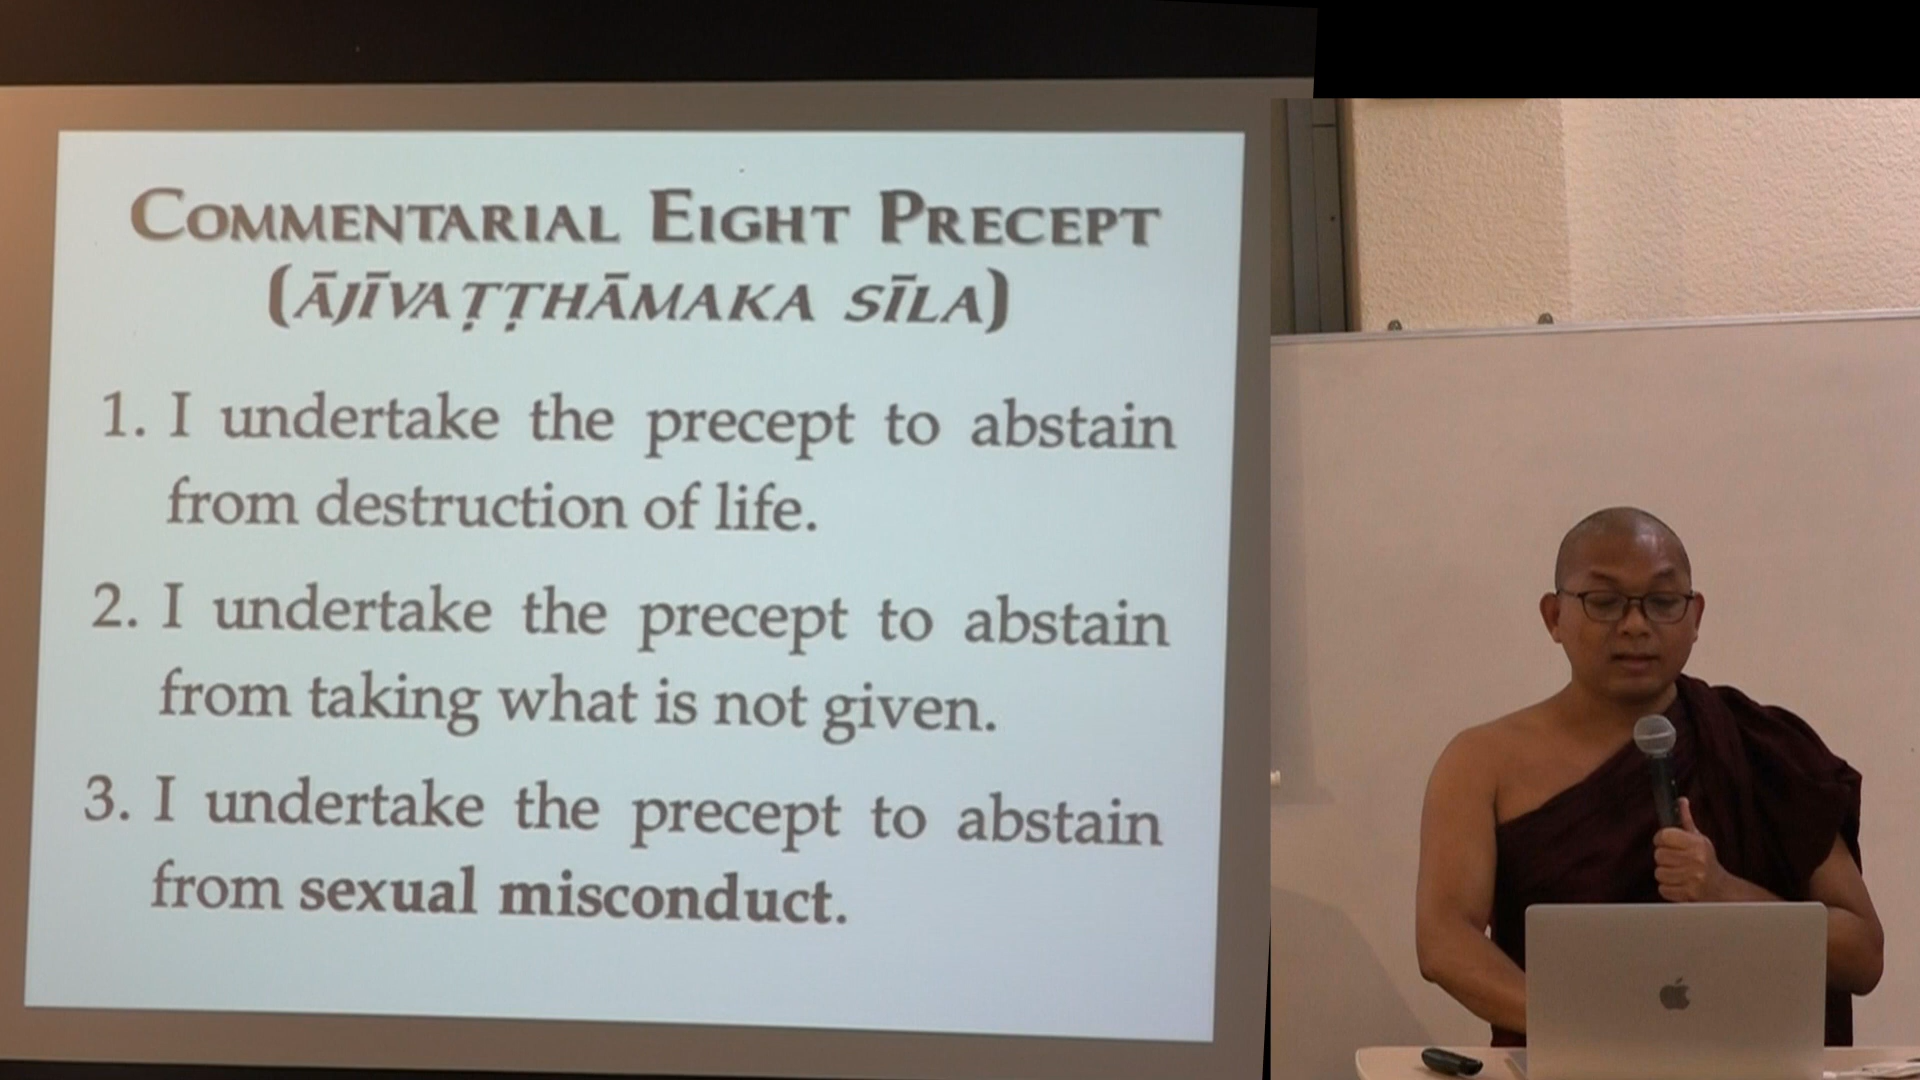 COMMENTARIAL EIGHT PRECEPT
(ĀJĪVAṬṬHĀMAKA SĪLA)
1. I undertake the precept to abstain
from destruction of life.
2. I undertake the precept to abstain
from taking what is not given.
3. I undertake the precept to abstain
from sexual misconduct.